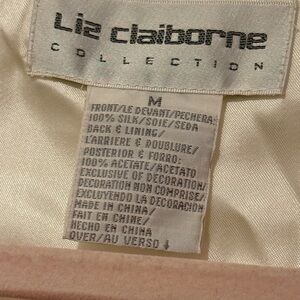 Liz claiborne
COLLECTION
M
FRONT/LE DEVANT/PECHERA:
100% SILK/SOIE/SEDA
BACK & LINING/
L'ARRIERE & DOUBLURE/
POSTERIOR & FORRO:
100% ACETATE/ACETATO
EXCLUSIVE OF DECORATION/
DECORATION NON COMPRISE/
EXCLUYENDO LA DECORACION
MADE IN CHINA/
FAIT EN CHINE/
HECHO EN CHINA
OVER/AU VERSO ↓